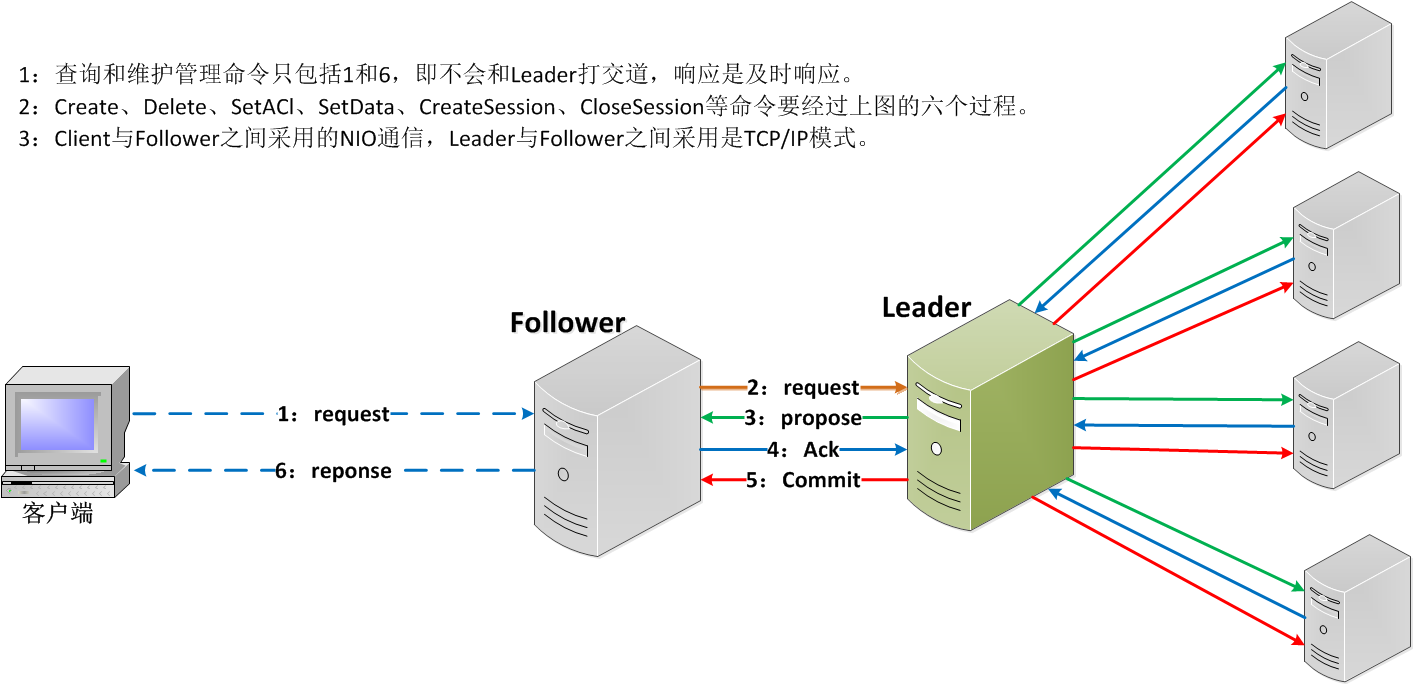 1：查询和维护管理命令只包括1和6，即不会和Leader打交道，响应是及时响应。
2：Create、Delete、SetACl、SetData、CreateSession、CloseSession等命令要经过上图的六个过程。
3：Client与Follower之间采用的NIO通信，Leader与Follower之间采用是TCP/IP模式。
Leader
Follower
2：request
1：request
3：propose
4：Ack
6：reponse
5：Commit
客户端